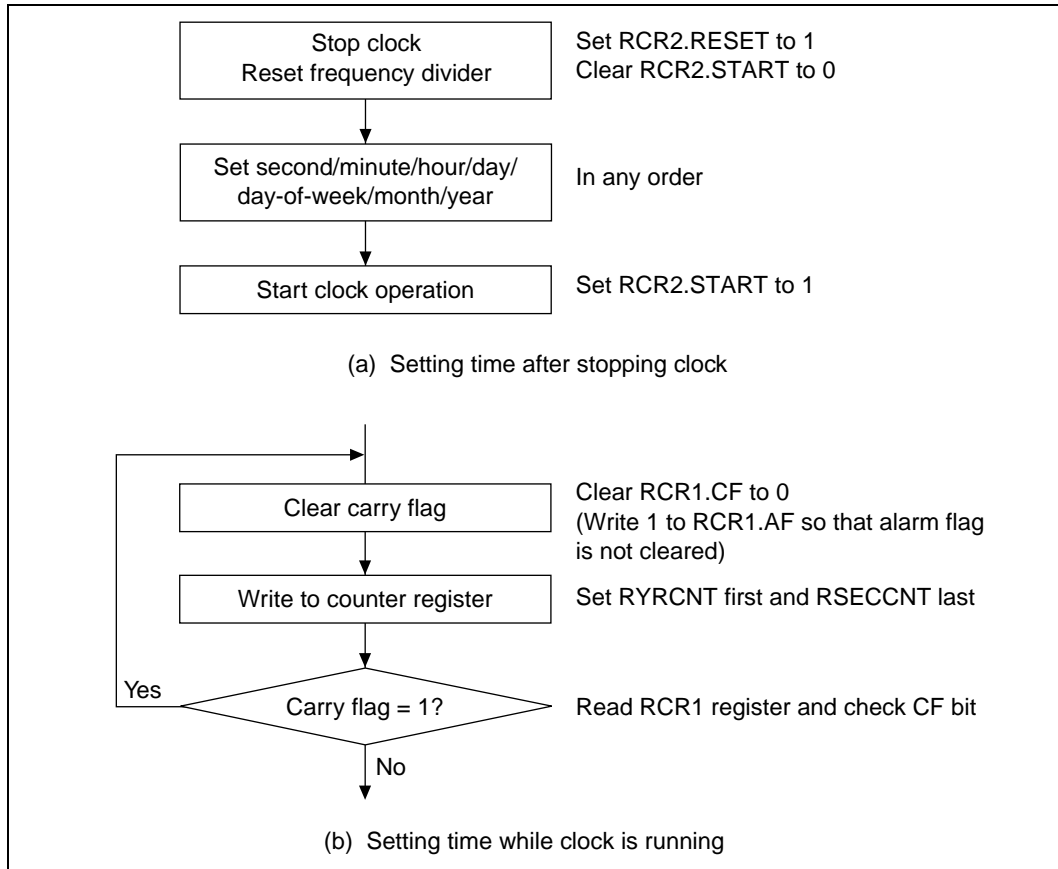 Stop clock
Reset frequency divider
Set RCR2.RESET to 1
Clear RCR2.START to 0
Set second/minute/hour/day/
day-of-week/month/year
In any order
Start clock operation
Set RCR2.START to 1
(a) Setting time after stopping clock
Clear carry flag
Clear RCR1.CF to 0
(Write 1 to RCR1.AF so that alarm flag
is not cleared)
Write to counter register
Set RYRCNT first and RSECCNT last
Yes
Carry flag = 1?
Read RCR1 register and check CF bit
No
(b) Setting time while clock is running